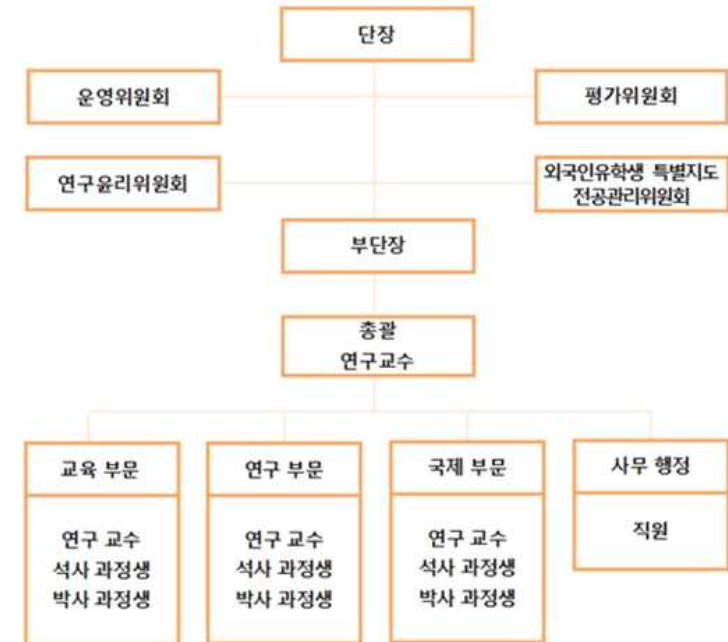 단장
운영위원회
평가위원회
연구윤리위원회
외국인유학생 특별지도
전공관리위원회
부단장
총괄
연구교수
교육 부문
연구 부문
국제 부문
사무 행정
연구 교수
석사 과정생
박사 과정생
연구 교수
석사 과정생
박사 과정생
연구 교수
석사 과정생
박사 과정생
직원